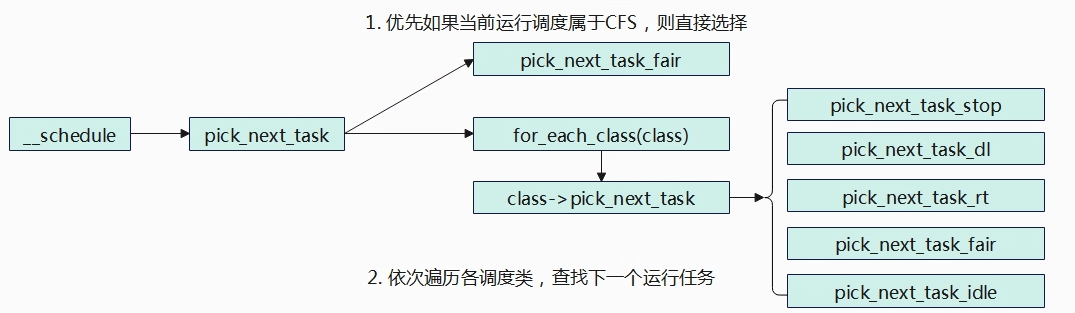 1. 优先如果当前运行调度属于CFS，则直接选择
pick_next_task_fair
__schedule
pick_next_task
for_each_class(class)
class->pick_next_task
pick_next_task_stop
pick_next_task_dl
pick_next_task_rt
pick_next_task_fair
pick_next_task_idle
2. 依次遍历各调度类，查找下一个运行任务